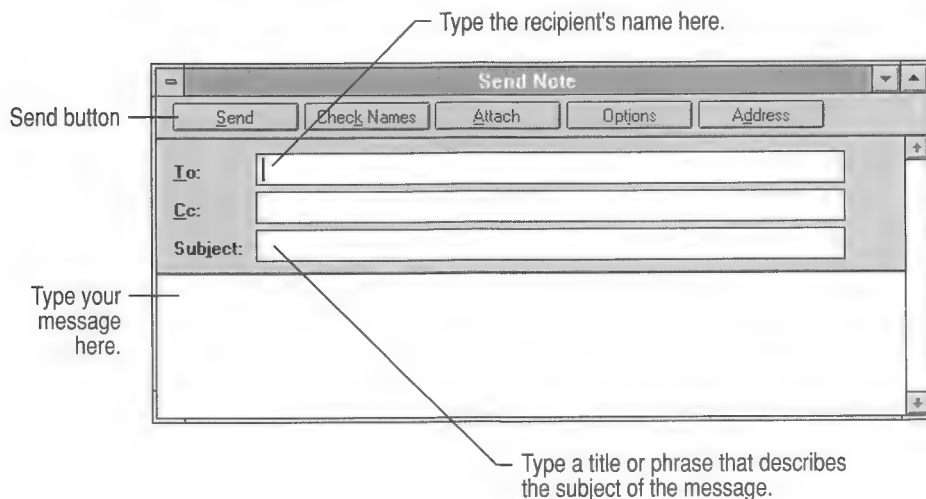 Type the recipient's name here.
Send Note
Send button
Send Check Names Attach Options Address
To:
Cc:
Subject:
Type your
message
here.
Type a title or phrase that describes
the subject of the message.